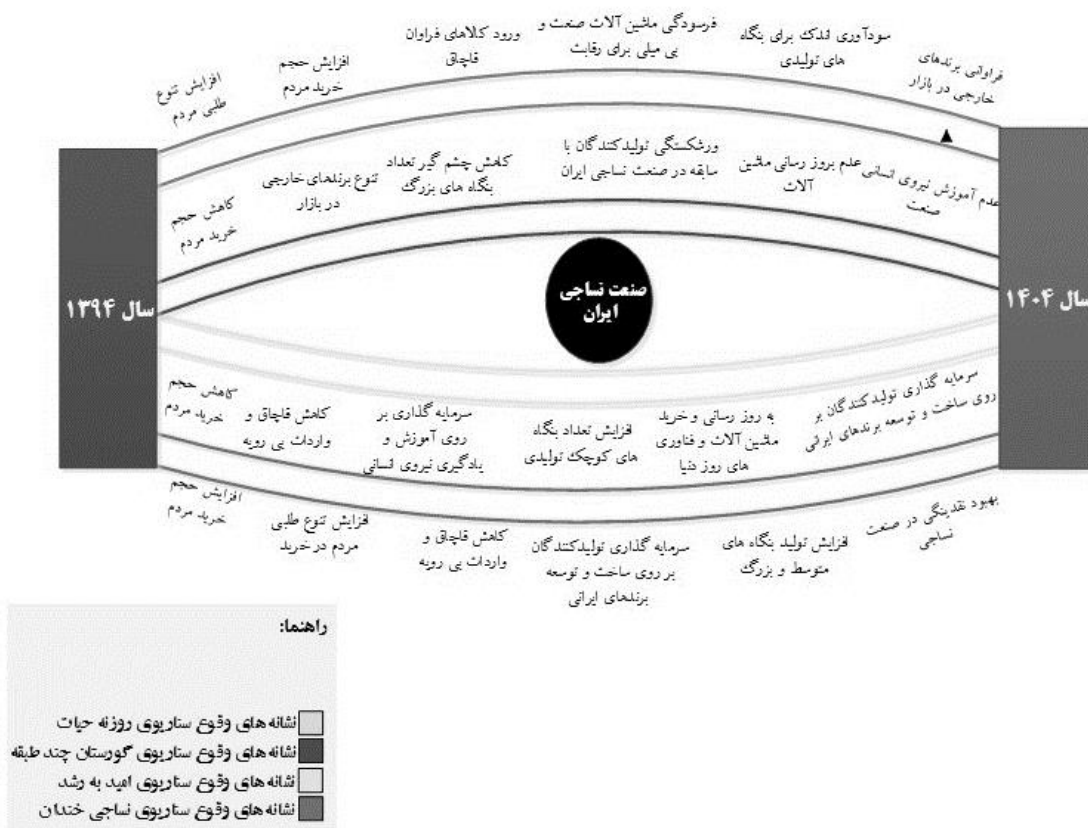 فراوانی برندهای
خارجی در بازار
سودآوری اندک برای بنگاه
های تولیدی
فرسودگی ماشین آلات صنعت و
بی میلی برای رقابت
ورود کالاهای فراوان
قاچاق
افزایش حجم
خرید مردم
افزایش تنوع
طلبی مردم
عدم آموزش نیروی انسانی
صنعت
عدم بروز رسانی ماشین
آلات
ورشکستگی تولیدکنندگان با
سابقه در صنعت نساجی ایران
کاهش چشم گیر تعداد
بنگاه های بزرگ
تنوع برندهای خارجی
در بازار
کاهش حجم
خرید مردم
سال ۱۴۰۴
صنعت نساجی
ایران
سال ۱۳۹۴
سرمایه گذاری تولیدکنندگان بر
روی ساخت و توسعه برندهای ایرانی
به روز رسانی و خرید
ماشین آلات و فناوری
های روز دنیا
افزایش تعداد بنگاه
های کوچک تولیدی
سرمایه گذاری بر
روی آموزش و
یادگیری نیروی انسانی
کاهش قاچاق و
واردات بی رویه
کاهش حجم
خرید مردم
بهبود نقدینگی در صنعت
نساجی
افزایش تولید بنگاه های
متوسط و بزرگ
سرمایه گذاری تولیدکنندگان
بر روی ساخت و توسعه
برندهای ایرانی
کاهش قاچاق و
واردات بی رویه
افزایش تنوع طلبی
مردم در خرید
افزایش حجم
خرید مردم
راهنما:
نشانه های وقوع سناریوی روزنه حیات
نشانه های وقوع سناریوی گورستان چند طبقه
نشانه های وقوع سناریوی امید به رشد
نشانه های وقوع سناریوی نساجی خندان